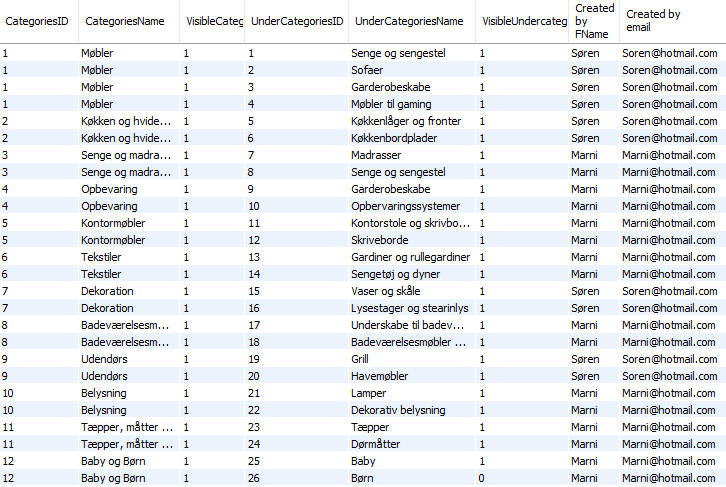 CategoriesID CategoriesName VisibleCateg UnderCategoriesID UnderCategoriesName VisibleUndercateg Created by FName Created by email
1 Møbler 1 1 Senge og sengestel 1 Søren Soren@hotmail.com
1 Møbler 1 2 Sofaer 1 Søren Soren@hotmail.com
1 Møbler 1 3 Garderobeskabe 1 Søren Soren@hotmail.com
1 Møbler 1 4 Møbler til gaming 1 Søren Soren@hotmail.com
2 Køkken og hvide... 1 5 Køkkenlåger og fronter 1 Søren Soren@hotmail.com
2 Køkken og hvide... 1 6 Køkkenbordplader 1 Søren Soren@hotmail.com
3 Senge og madra... 1 7 Madrasser 1 Marni Marni@hotmail.com
3 Senge og madra... 1 8 Senge og sengestel 1 Marni Marni@hotmail.com
4 Opbevaring 1 9 Garderobeskabe 1 Marni Marni@hotmail.com
4 Opbevaring 1 10 Opbervaringssystemer 1 Marni Marni@hotmail.com
5 Kontormøbler 1 11 Kontorstole og skrivbo... 1 Marni Marni@hotmail.com
5 Kontormøbler 1 12 Skriveborde 1 Marni Marni@hotmail.com
6 Tekstiler 1 13 Gardiner og rullegardiner 1 Marni Marni@hotmail.com
6 Tekstiler 1 14 Sengetøj og dyner 1 Marni Marni@hotmail.com
7 Dekoration 1 15 Vaser og skåle 1 Søren Soren@hotmail.com
7 Dekoration 1 16 Lysestager og stearinlys 1 Søren Soren@hotmail.com
8 Badeværelsesm... 1 17 Underskabe til badev... 1 Marni Marni@hotmail.com
8 Badeværelsesm... 1 18 Badeværelsesmøbler ... 1 Marni Marni@hotmail.com
9 Udendørs 1 19 Grill 1 Søren Soren@hotmail.com
9 Udendørs 1 20 Havemøbler 1 Søren Soren@hotmail.com
10 Belysning 1 21 Lamper 1 Marni Marni@hotmail.com
10 Belysning 1 22 Dekorativ belysning 1 Marni Marni@hotmail.com
11 Tæpper, måtter ... 1 23 Tæpper 1 Marni Marni@hotmail.com
11 Tæpper, måtter ... 1 24 Dørmåtter 1 Marni Marni@hotmail.com
12 Baby og Børn 1 25 Baby 1 Marni Marni@hotmail.com
12 Baby og Børn 1 26 Børn 0 Marni Marni@hotmail.com